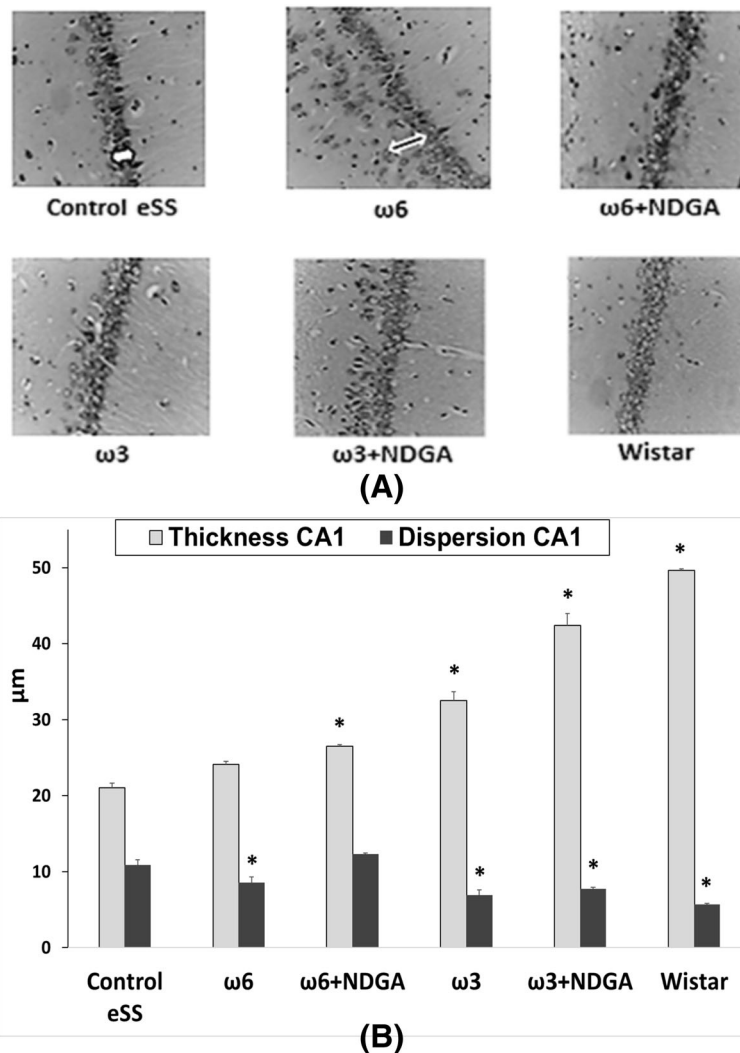 Control eSS
ω6
ω6+NDGA
ω3
ω3+NDGA
Wistar
(A)
Thickness CA1
Dispersion CA1
µm
50
40
30
20
10
0
*
*
*
*
*
*
*
*
Control eSS
ω6
ω6+NDGA
ω3
ω3+NDGA
Wistar
(B)